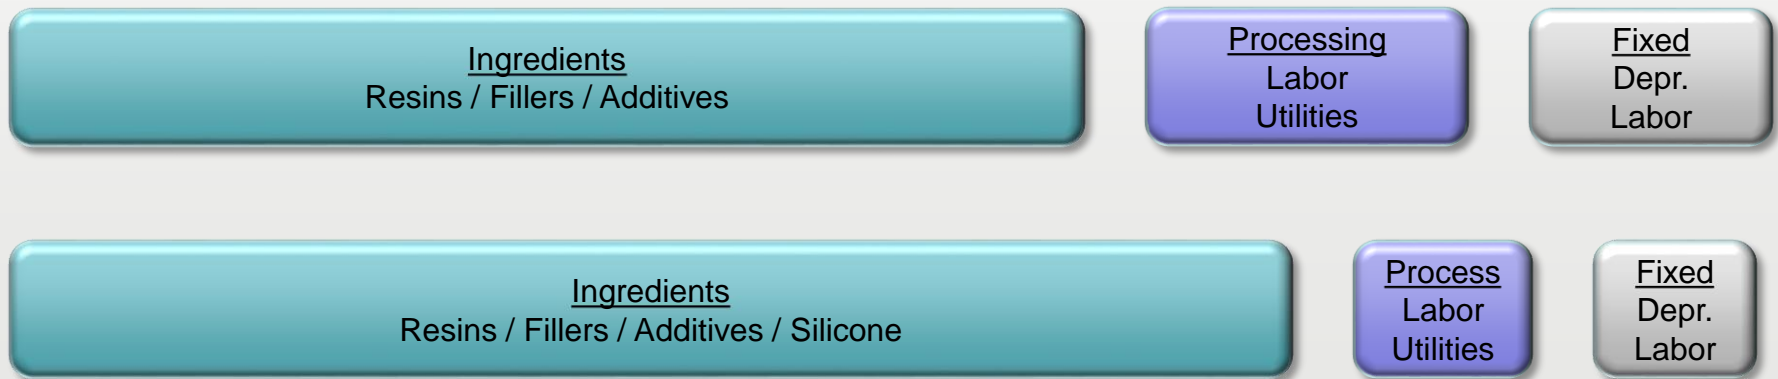 Ingredients
Resins / Fillers / Additives
Processing
Labor
Utilities
Fixed
Depr.
Labor
Ingredients
Resins / Fillers / Additives / Silicone
Process
Labor
Utilities
Fixed
Depr.
Labor